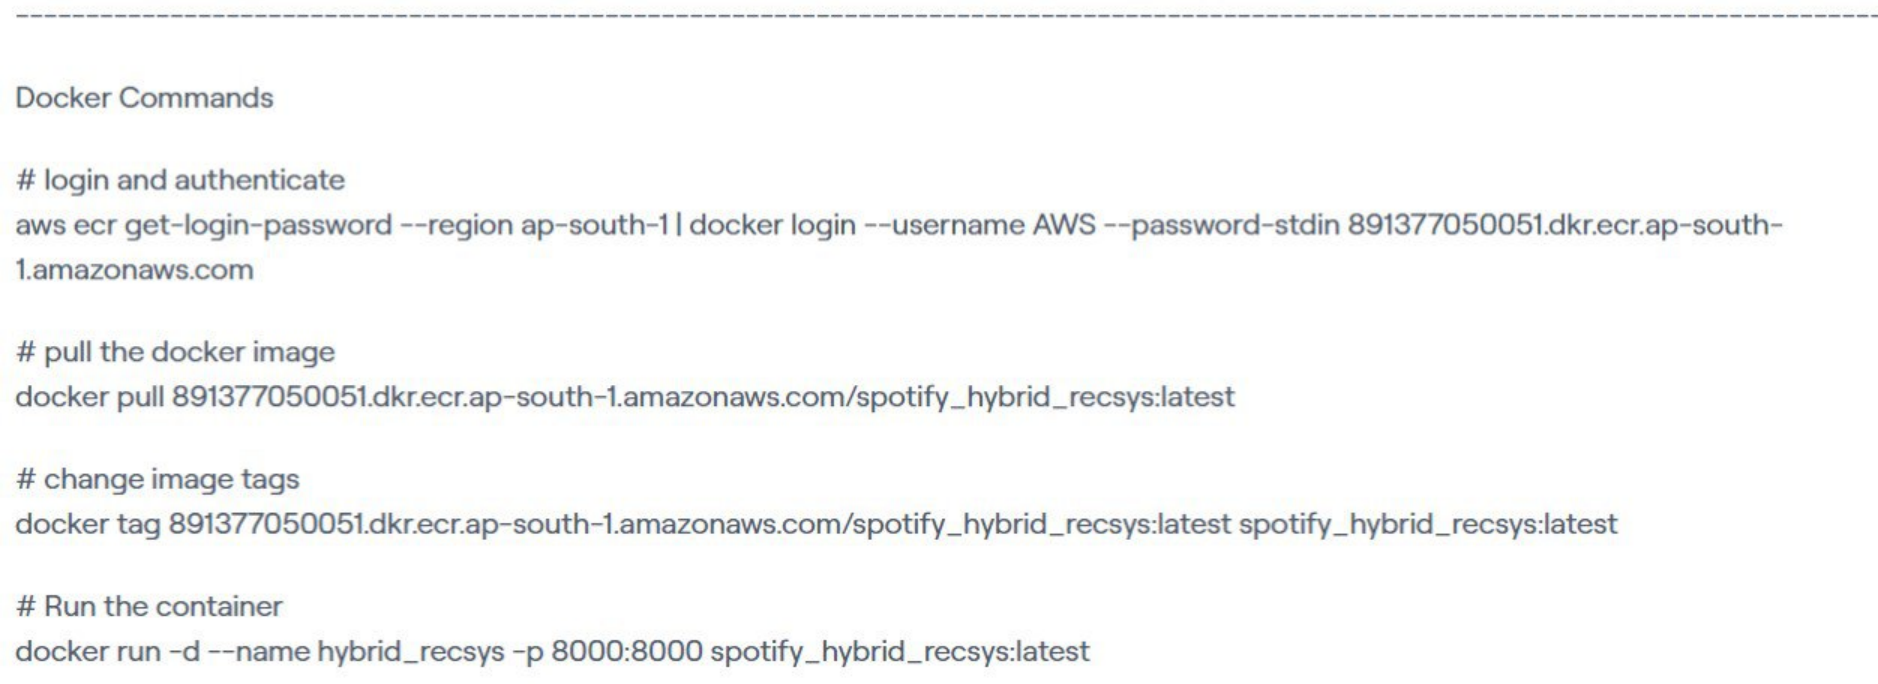 Docker Commands
# login and authenticate
aws ecr get-login-password --region ap-south-1 | docker login --username AWS --password-stdin 891377050051.dkr.ecr.ap-south-
1.amazonaws.com
# pull the docker image
docker pull 891377050051.dkr.ecr.ap-south-1.amazonaws.com/spotify_hybrid_recsys:latest
# change image tags
docker tag 891377050051.dkr.ecr.ap-south-1.amazonaws.com/spotify_hybrid_recsys:latest spotify_hybrid_recsys:latest
# Run the container
docker run -d --name hybrid_recsys -p 8000:8000 spotify_hybrid_recsys:latest